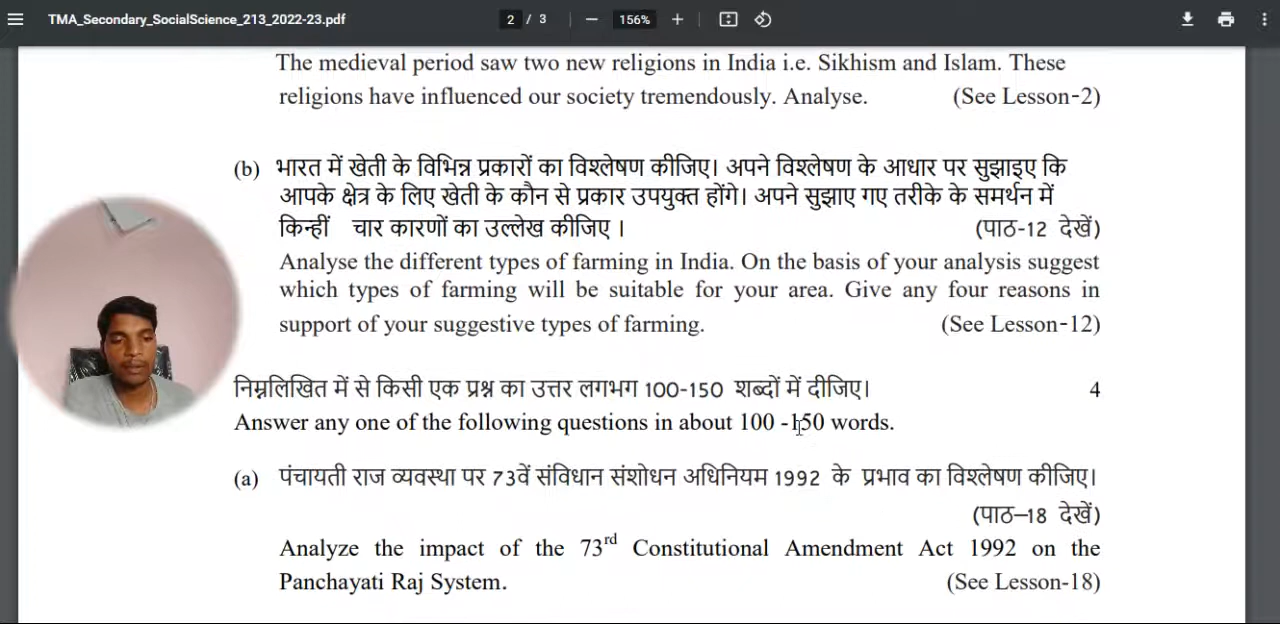 TMA_Secondary_SocialScience_213_2022-23.pdf 2 / 3 156%
The medieval period saw two new religions in India i.e. Sikhism and Islam. These
religions have influenced our society tremendously. Analyse. (See Lesson-2)
(b) भारत में खेती के विभिन्न प्रकारों का विश्लेषण कीजिए। अपने विश्लेषण के आधार पर सुझाइए कि
आपके क्षेत्र के लिए खेती के कौन से प्रकार उपयुक्त होंगे। अपने सुझाए गए तरीके के समर्थन में
किन्हीं चार कारणों का उल्लेख कीजिए । (पाठ-12 देखें)
Analyse the different types of farming in India. On the basis of your analysis suggest
which types of farming will be suitable for your area. Give any four reasons in
support of your suggestive types of farming. (See Lesson-12)
निम्नलिखित में से किसी एक प्रश्न का उत्तर लगभग 100-150 शब्दों में दीजिए। 4
Answer any one of the following questions in about 100 -150 words.
(a) पंचायती राज व्यवस्था पर 73वें संविधान संशोधन अधिनियम 1992 के प्रभाव का विश्लेषण कीजिए।
(पाठ–18 देखें)
Analyze the impact of the 73rd Constitutional Amendment Act 1992 on the
Panchayati Raj System. (See Lesson-18)